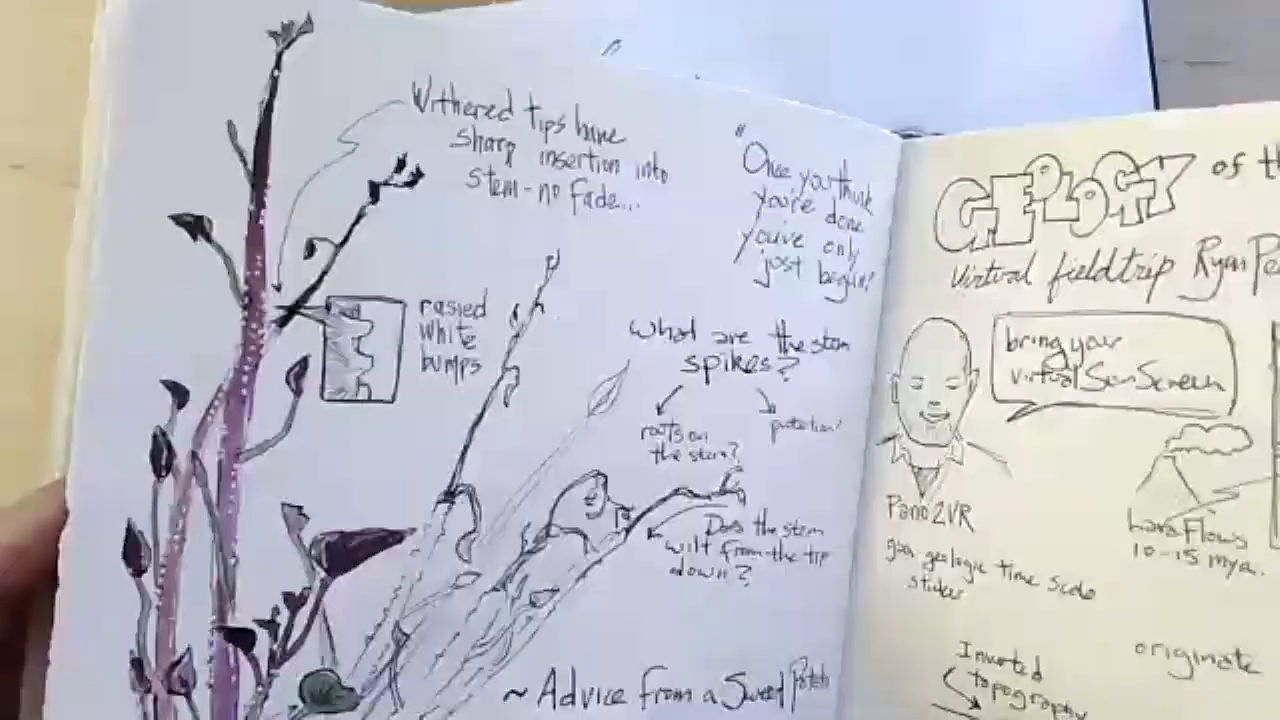 Withered tips have
sharp insertion into
stem - no fade...
rasied
white
bumps
"Once you think
you're done
you've only
just begun!
What are the stem
spikes?
roots on
the stem?
protection?
Does the stem
wilt from the tip
down?
~ Advice from a Sweet Potato
GEOLOGY of th
Virtual fieldtrip Ryan Pe
bring your
virtual SunScreen
Pano2VR
geologic time scale
sticker
Lava Flows
10-15 mya.
originate
Inverted
topography